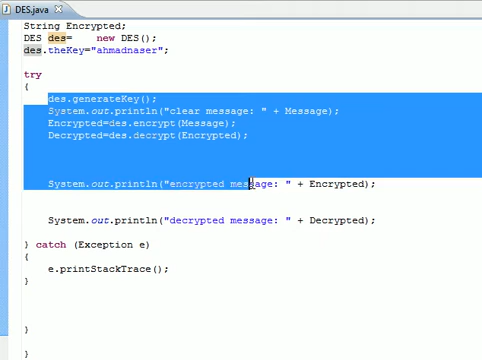 DES.java
String Encrypted;
DES des=    new DES();
des.theKey="ahmadnaser";
try
{
des.generateKey();
System.out.println("clear message: " + Message);
Encrypted=des.encrypt(Message);
Decrypted=des.decrypt(Encrypted);
System.out.println("encrypted message: " + Encrypted);
System.out.println("decrypted message: " + Decrypted);
} catch (Exception e)
{
e.printStackTrace();
}
}
}